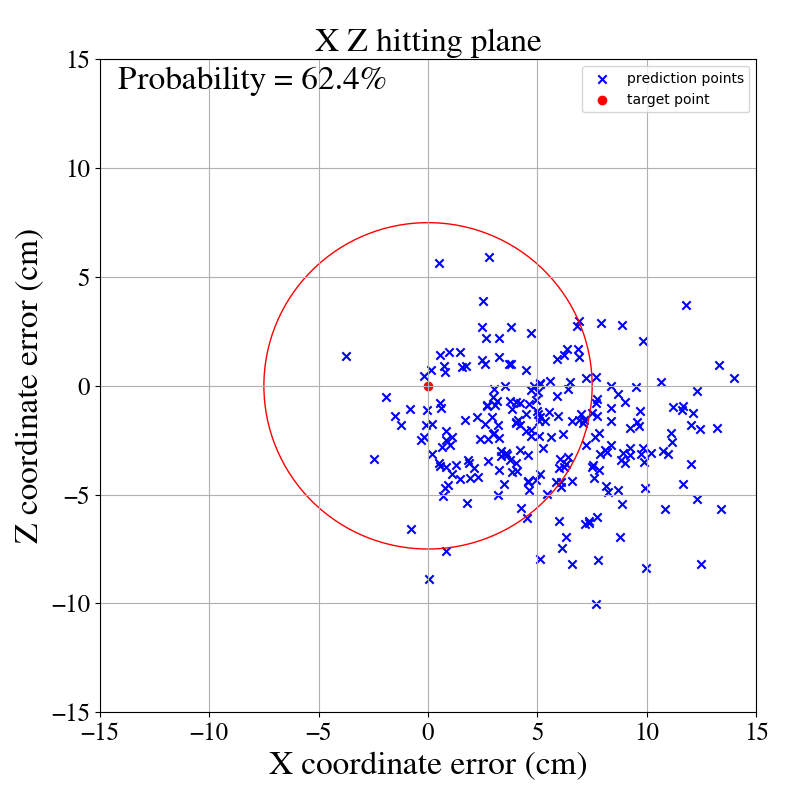 X Z hitting plane
Probability = 62.4%
prediction points
target point
15
10
5
0
−5
−10
−15
Z coordinate error (cm)
−15
−10
−5
0
5
10
15
X coordinate error (cm)